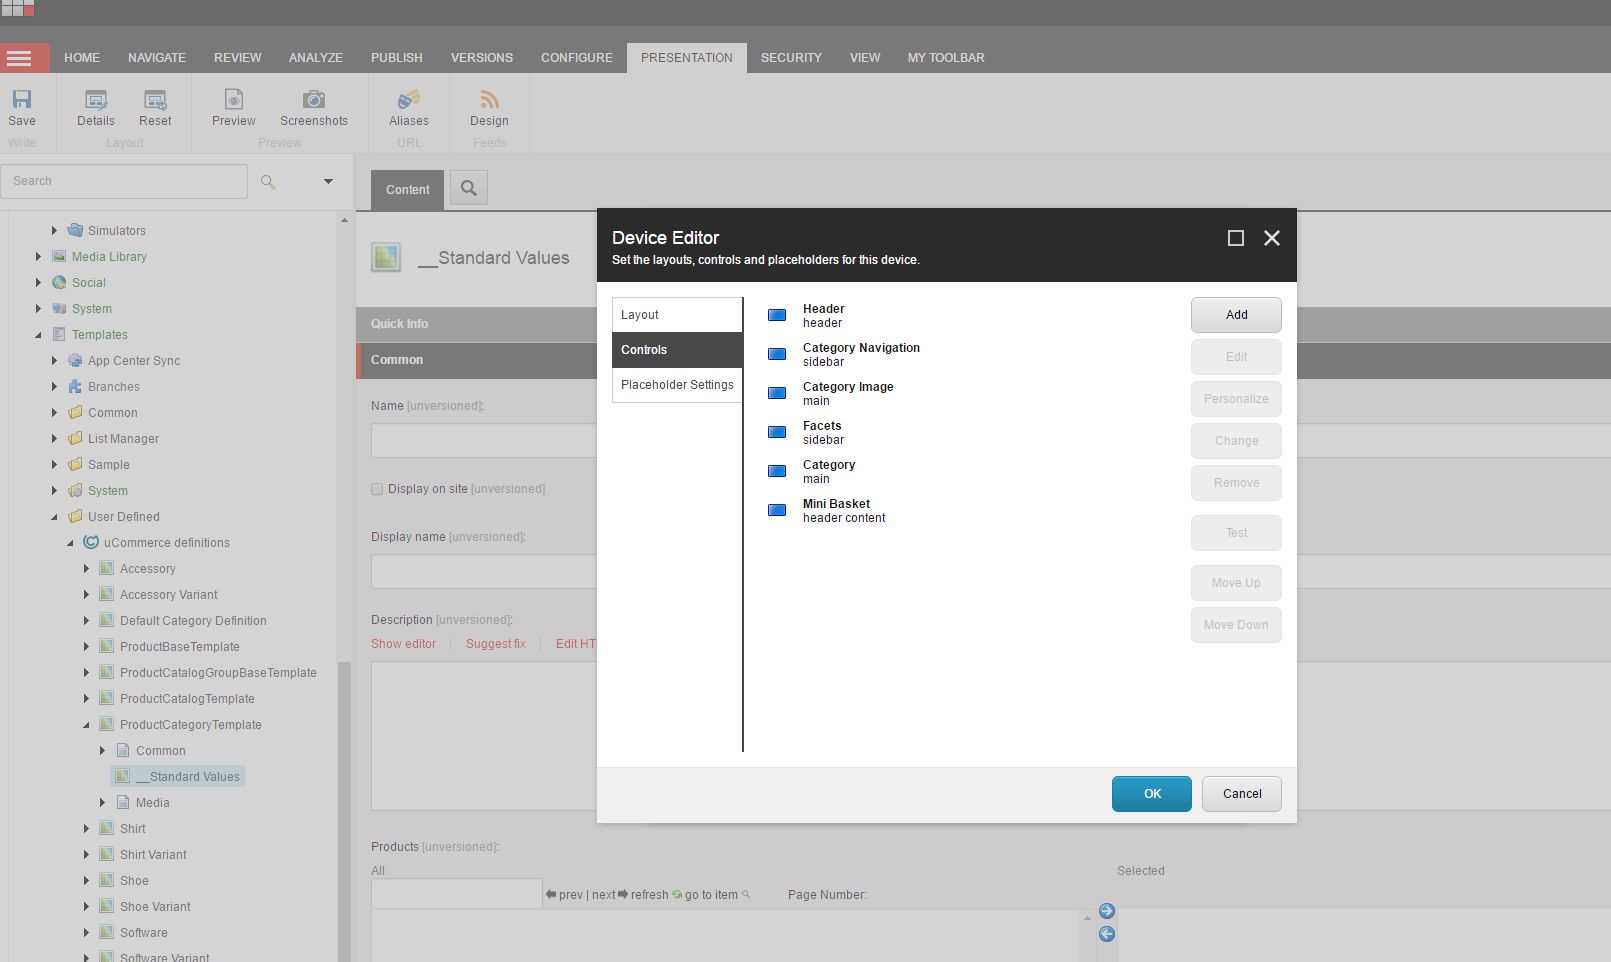 HOME NAVIGATE REVIEW ANALYZE PUBLISH VERSIONS CONFIGURE PRESENTATION SECURITY VIEW MY TOOLBAR
Save Details Reset Preview Screenshots Aliases Design
Write Layout Preview URL Feeds
Search
Simulators
Media Library
Social
System
Templates
App Center Sync
Branches
Common
List Manager
Sample
System
User Defined
uCommerce definitions
Accessory
Accessory Variant
Default Category Definition
ProductBaseTemplate
ProductCatalogGroupBaseTemplate
ProductCatalogTemplate
ProductCategoryTemplate
Common
__Standard Values
Media
Shirt
Shirt Variant
Shoe
Shoe Variant
Software
Software Variant
Content
__Standard Values
Quick Info
Common
Name [unversioned]:
Display on site [unversioned]
Display name [unversioned]:
Description [unversioned]:
Show editor Suggest fix Edit HT
Products [unversioned]:
All Selected
prev | next refresh go to item Page Number:
Device Editor
Set the layouts, controls and placeholders for this device.
Layout
Controls
Placeholder Settings
Header
header
Category Navigation
sidebar
Category Image
main
Facets
sidebar
Category
main
Mini Basket
header content
Add
Edit
Personalize
Change
Remove
Test
Move Up
Move Down
OK Cancel